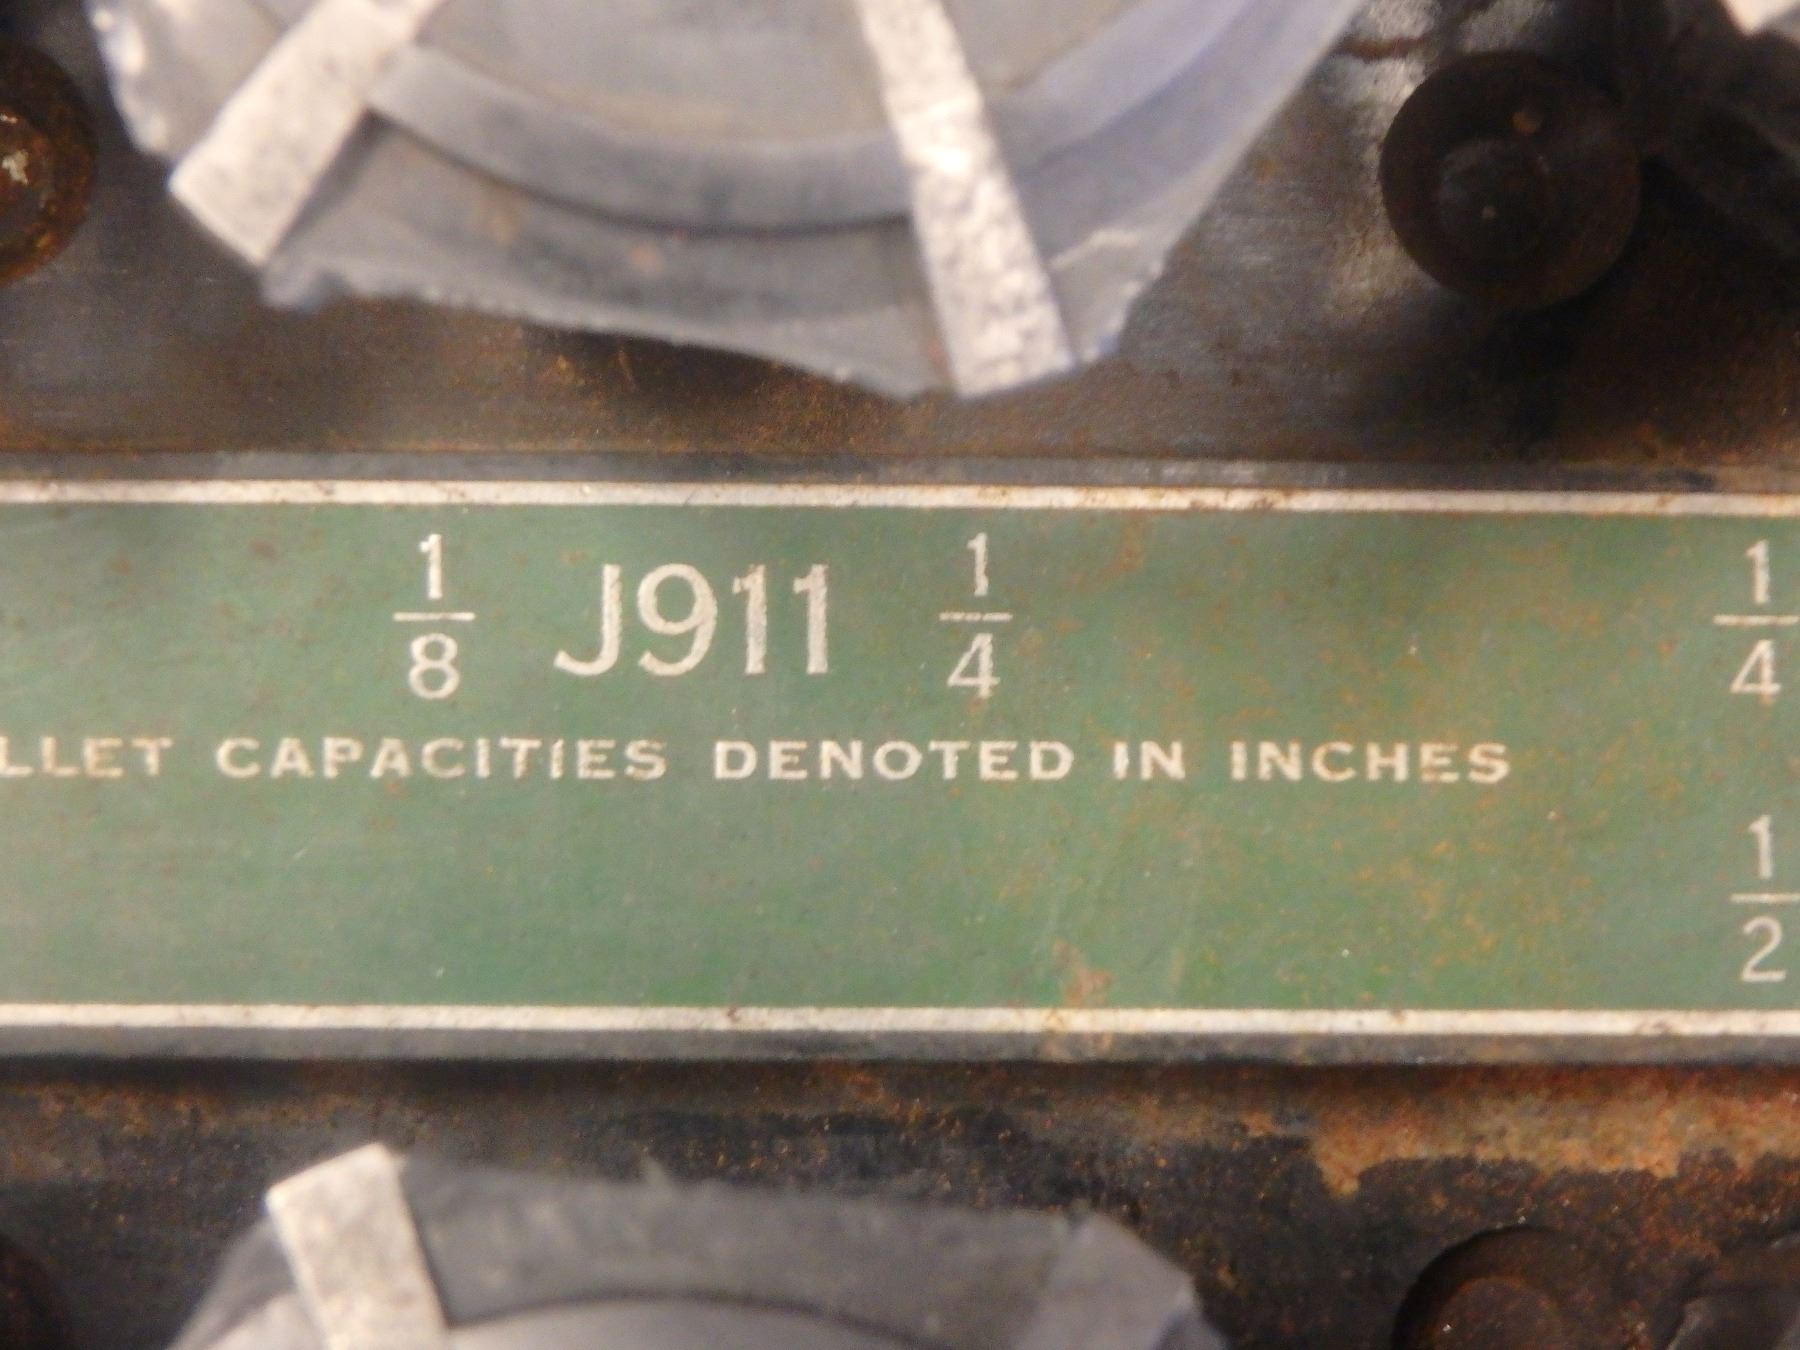 1/8 J911 1/4 1/4
LLET CAPACITIES DENOTED IN INCHES
1/2